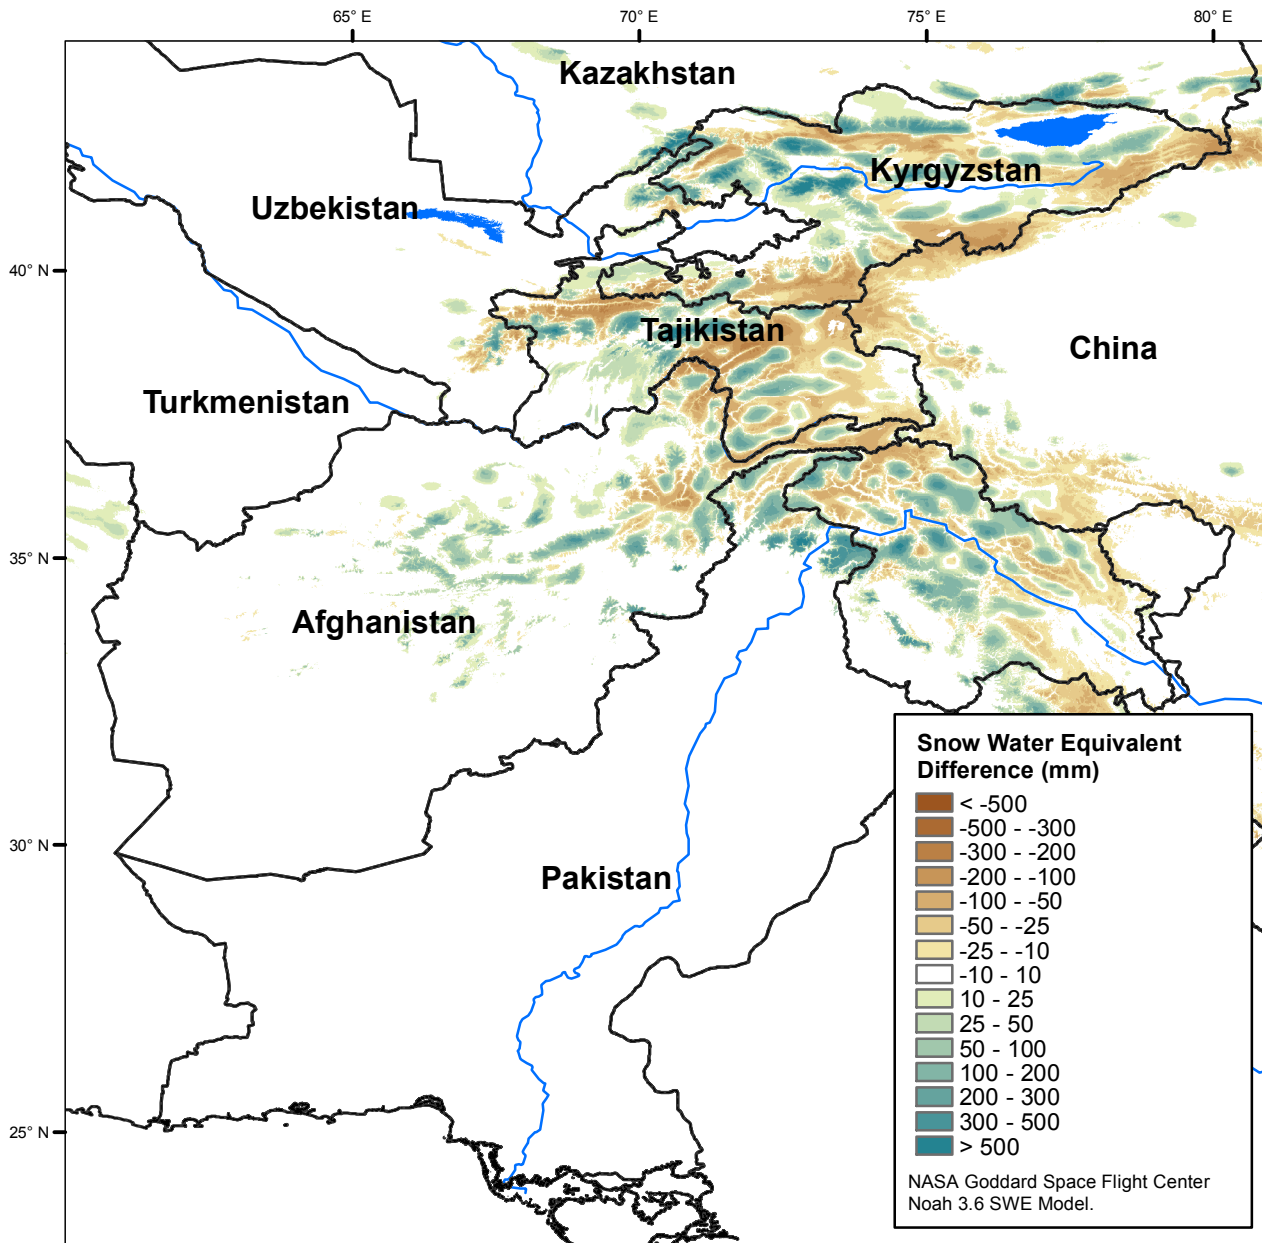 65° E
70° E
75° E
80° E
Kazakhstan
Kyrgyzstan
Uzbekistan
40° N
Tajikistan
China
Turkmenistan
35° N
Afghanistan
Snow Water Equivalent
Difference (mm)
< -500
-500 - -300
-300 - -200
-200 - -100
-100 - -50
-50 - -25
-25 - -10
-10 - 10
10 - 25
25 - 50
50 - 100
100 - 200
200 - 300
300 - 500
> 500
NASA Goddard Space Flight Center
Noah 3.6 SWE Model.
30° N
Pakistan
25° N